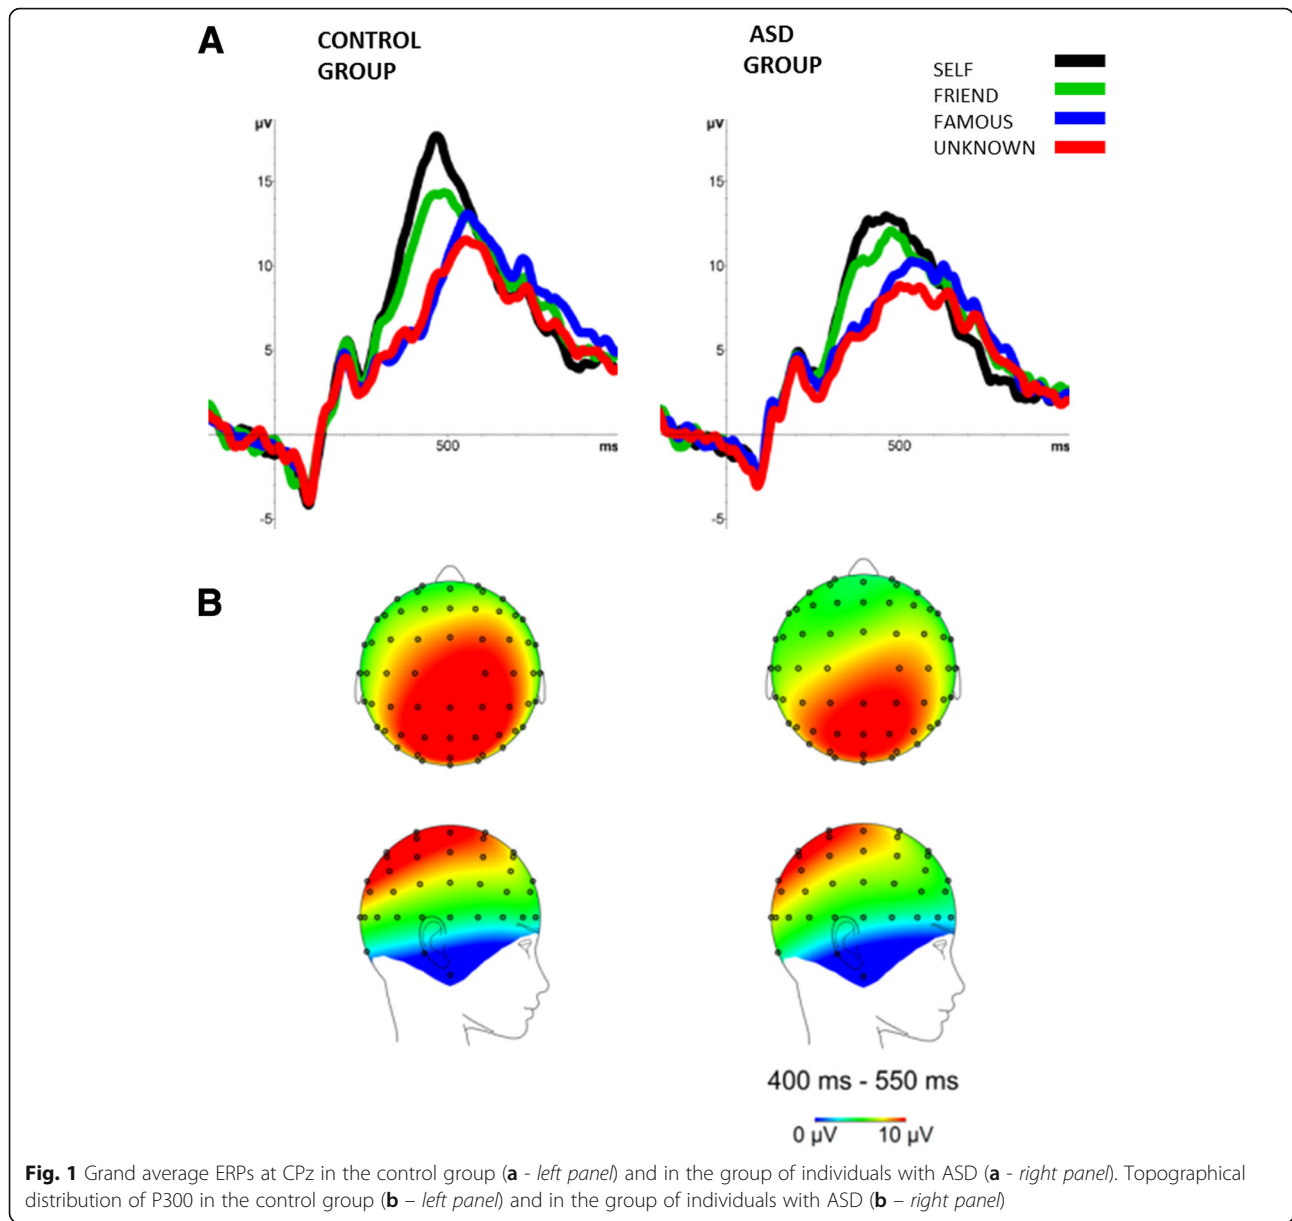 A
CONTROL
GROUP
ASD
GROUP
SELF
FRIEND
FAMOUS
UNKNOWN
µV
15
10
5
-5
500
ms
µV
15
10
5
-5
500
ms
B
400 ms - 550 ms
0 µV
10 µV
Fig. 1 Grand average ERPs at CPz in the control group (a - left panel) and in the group of individuals with ASD (a - right panel). Topographical
distribution of P300 in the control group (b – left panel) and in the group of individuals with ASD (b – right panel)